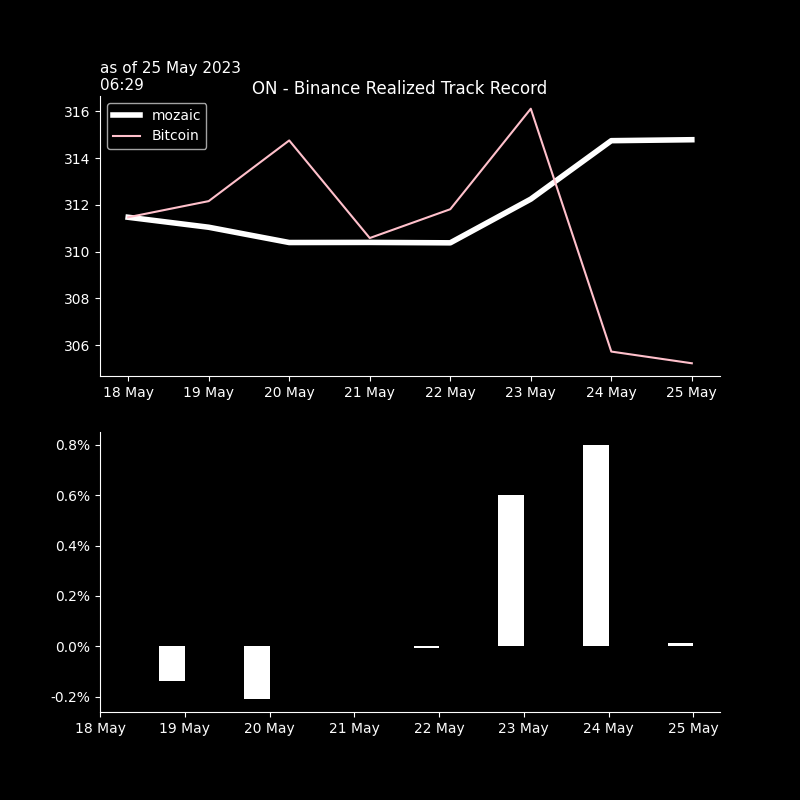 as of 25 May 2023
06:29
ON - Binance Realized Track Record
mozaic
Bitcoin
316
314
312
310
308
306
18 May 19 May 20 May 21 May 22 May 23 May 24 May 25 May
0.8%
0.6%
0.4%
0.2%
0.0%
-0.2%
18 May 19 May 20 May 21 May 22 May 23 May 24 May 25 May